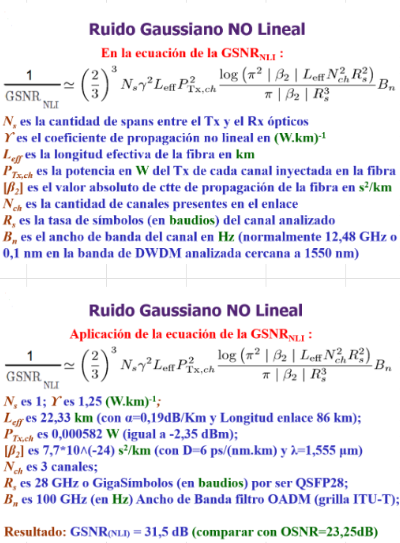 Ruido Gaussiano NO Lineal
En la ecuación de la GSNR_NLI :
1/GSNR_NLI ≃ (2/3)^3 N_s γ^2 L_eff P^2_Tx,ch log(π^2 | β_2 | L_eff N^2_ch R^2_s) / (π | β_2 | R^3_s) B_n
N_s es la cantidad de spans entre el Tx y el Rx ópticos
ϒ es el coeficiente de propagación no lineal en (W.km)^-1
L_eff es la longitud efectiva de la fibra en km
P_Tx,ch es la potencia en W del Tx de cada canal inyectada en la fibra
[β_2] es el valor absoluto de ctte de propagación de la fibra en s^2/km
N_ch es la cantidad de canales presentes en el enlace
R_s es la tasa de símbolos (en baudios) del canal analizado
B_n es el ancho de banda del canal en Hz (normalmente 12,48 GHz o
0,1 nm en la banda de DWDM analizada cercana a 1550 nm)
Ruido Gaussiano NO Lineal
Aplicación de la ecuación de la GSNR_NLI :
1/GSNR_NLI ≃ (2/3)^3 N_s γ^2 L_eff P^2_Tx,ch log(π^2 | β_2 | L_eff N^2_ch R^2_s) / (π | β_2 | R^3_s) B_n
N_s es 1; ϒ es 1,25 (W.km)^-1;
L_eff es 22,33 km (con α=0,19dB/Km y Longitud enlace 86 km);
P_Tx,ch es 0,000582 W (igual a -2,35 dBm);
[β_2] es 7,7*10^(-24) s^2/km (con D=6 ps/(nm.km) y λ=1,555 μm)
N_ch es 3 canales;
R_s es 28 GHz o GigaSímbolos (en baudios) por ser QSFP28;
B_n es 100 GHz (en Hz) Ancho de Banda filtro OADM (grilla ITU-T);
Resultado: GSNR(NLI) = 31,5 dB (comparar con OSNR=23,25dB)